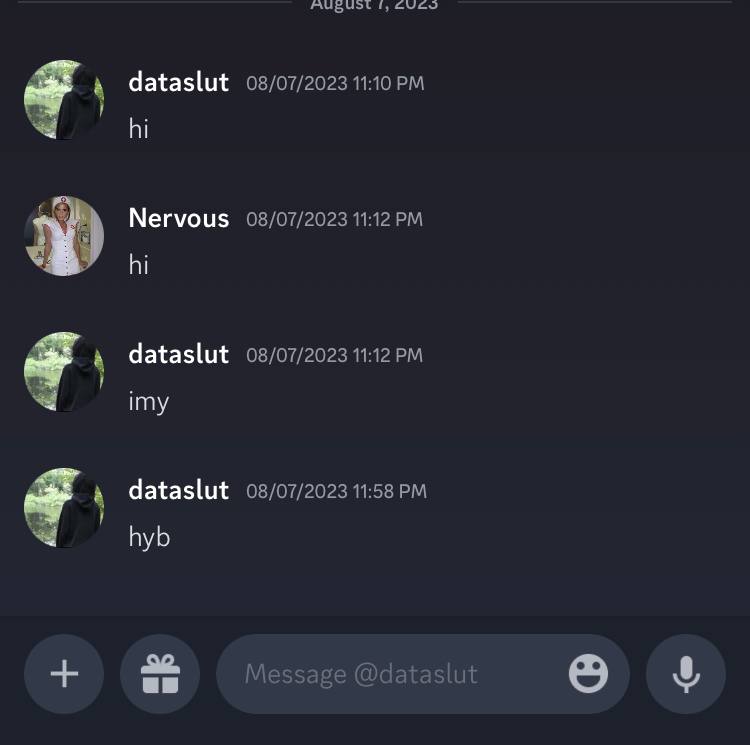 August 7, 2023
dataslut 08/07/2023 11:10 PM
hi
Nervous 08/07/2023 11:12 PM
hi
dataslut 08/07/2023 11:12 PM
imy
dataslut 08/07/2023 11:58 PM
hyb
Message @dataslut